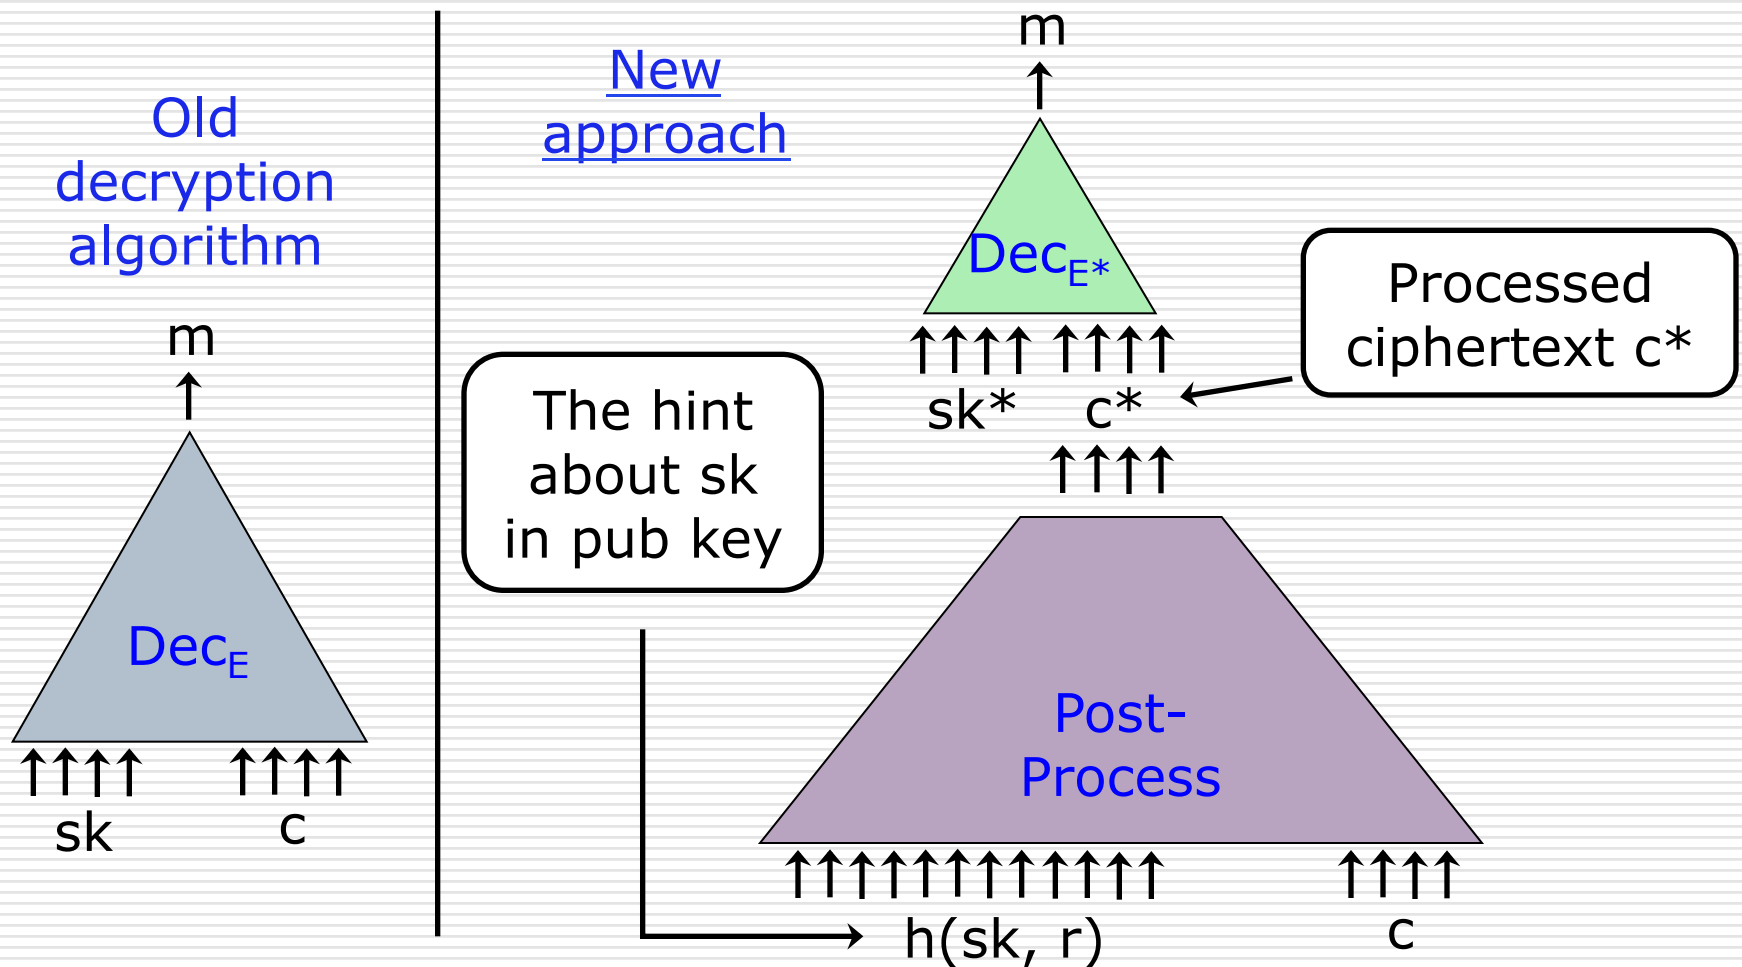 Old
decryption
algorithm
m
Dec_E
sk
c
New
approach
m
Dec_E*
sk*
c*
Processed
ciphertext c*
The hint
about sk
in pub key
Post-
Process
h(sk, r)
c